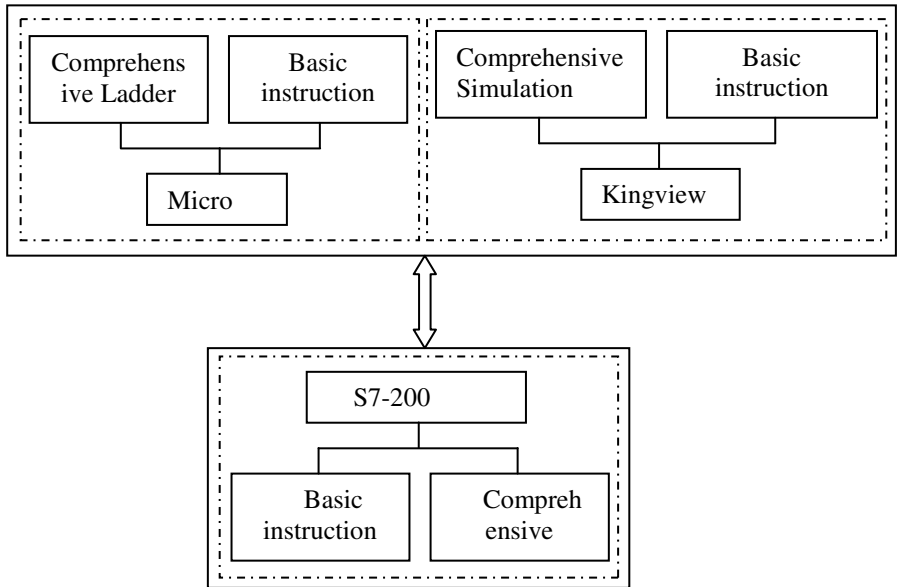 Comprehens
ive Ladder
Basic
instruction
Comprehensive
Simulation
Basic
instruction
Micro
Kingview
S7-200
Basic
instruction
Compreh
ensive